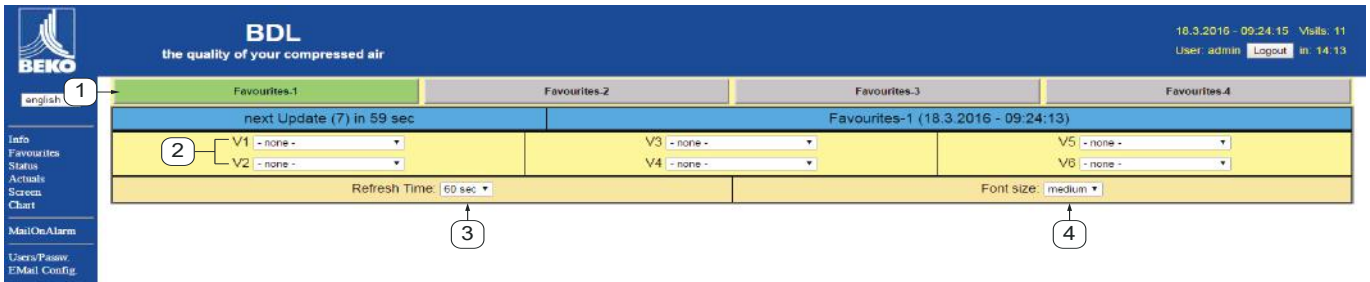 BEKO
BDL
the quality of your compressed air
18.3.2016 - 09:24:15 Visits: 11
User: admin Logout in: 14:13
english
1
Favourites-1 Favourites-2 Favourites-3 Favourites-4
next Update (7) in 59 sec Favourites-1 (18.3.2016 - 09:24:13)
2
V1 - none - V3 - none - V5 - none -
V2 - none - V4 - none - V6 - none -
Refresh Time: 60 sec Font size: medium
3 4
Info
Favourites
Status
Actuals
Screen
Chart
MailOnAlarm
Users/Passw.
EMail Config.